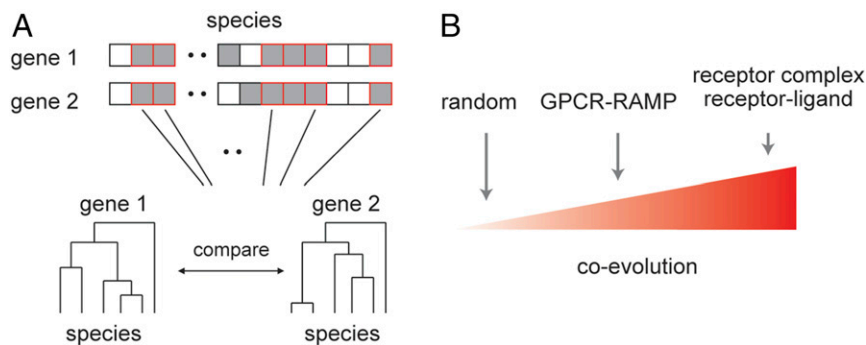 A
species
gene 1
gene 2
gene 1
gene 2
compare
species
species
B
random
GPCR-RAMP
receptor complex
receptor-ligand
co-evolution